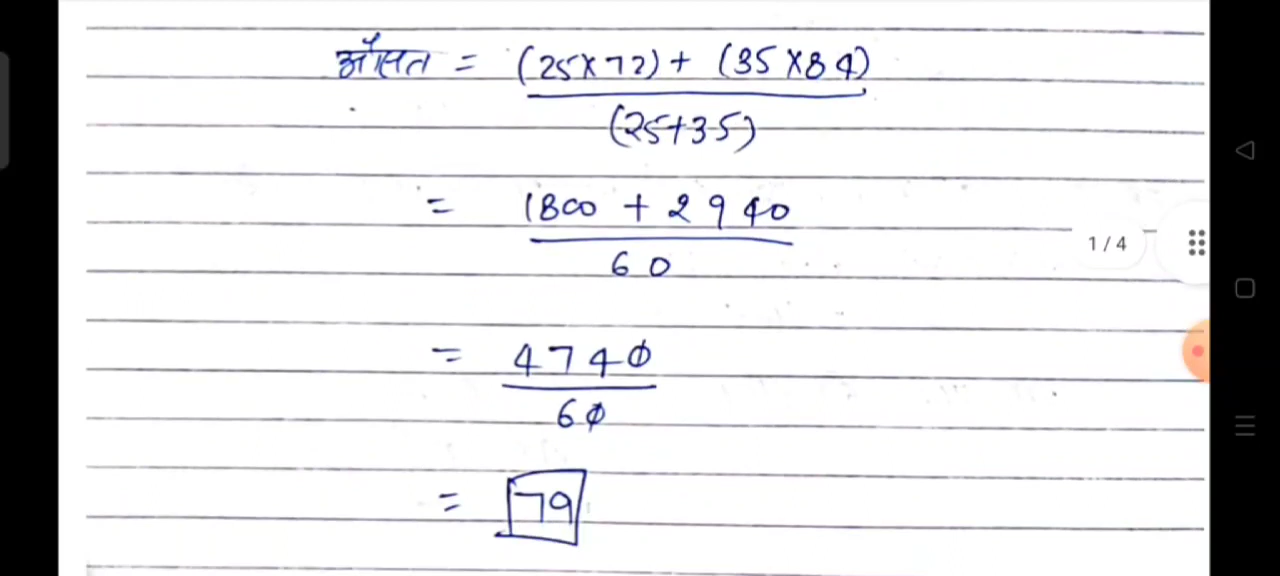 औसत = (25×72) + (35×84)
(25+35)
= 1800 + 2940
60
1 / 4
= 4740
60
= 79